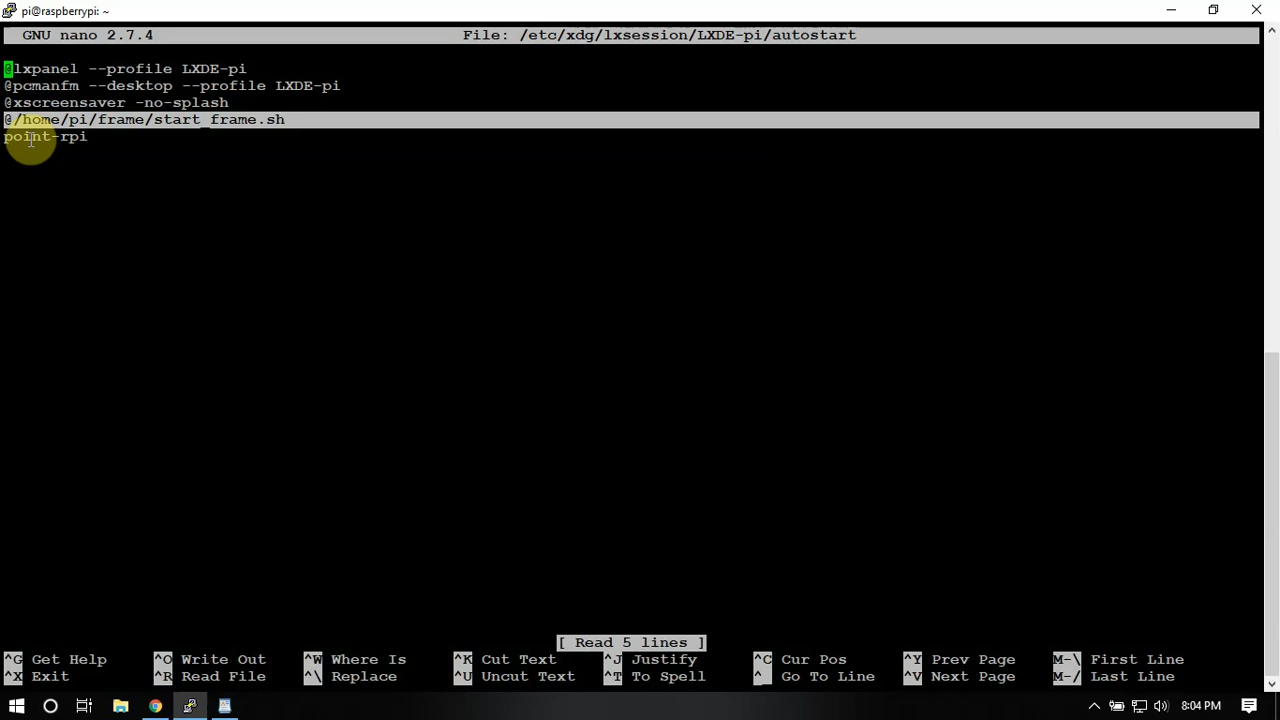 pi@raspberrypi: ~
GNU nano 2.7.4 File: /etc/xdg/lxsession/LXDE-pi/autostart
@lxpanel --profile LXDE-pi
@pcmanfm --desktop --profile LXDE-pi
@xscreensaver -no-splash
@/home/pi/frame/start_frame.sh
point-rpi
[ Read 5 lines ]
^G Get Help ^O Write Out ^W Where Is ^K Cut Text ^J Justify ^C Cur Pos ^Y Prev Page M-\ First Line
^X Exit ^R Read File ^\ Replace ^U Uncut Text ^T To Spell ^_ Go To Line ^V Next Page M-/ Last Line
8:04 PM